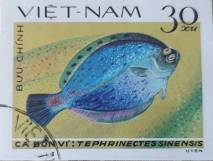 VIỆT-NAM 30
XU
BƯU CHÍNH
CÁ BƠN VỈ: TEPHRINECTES SINENSIS